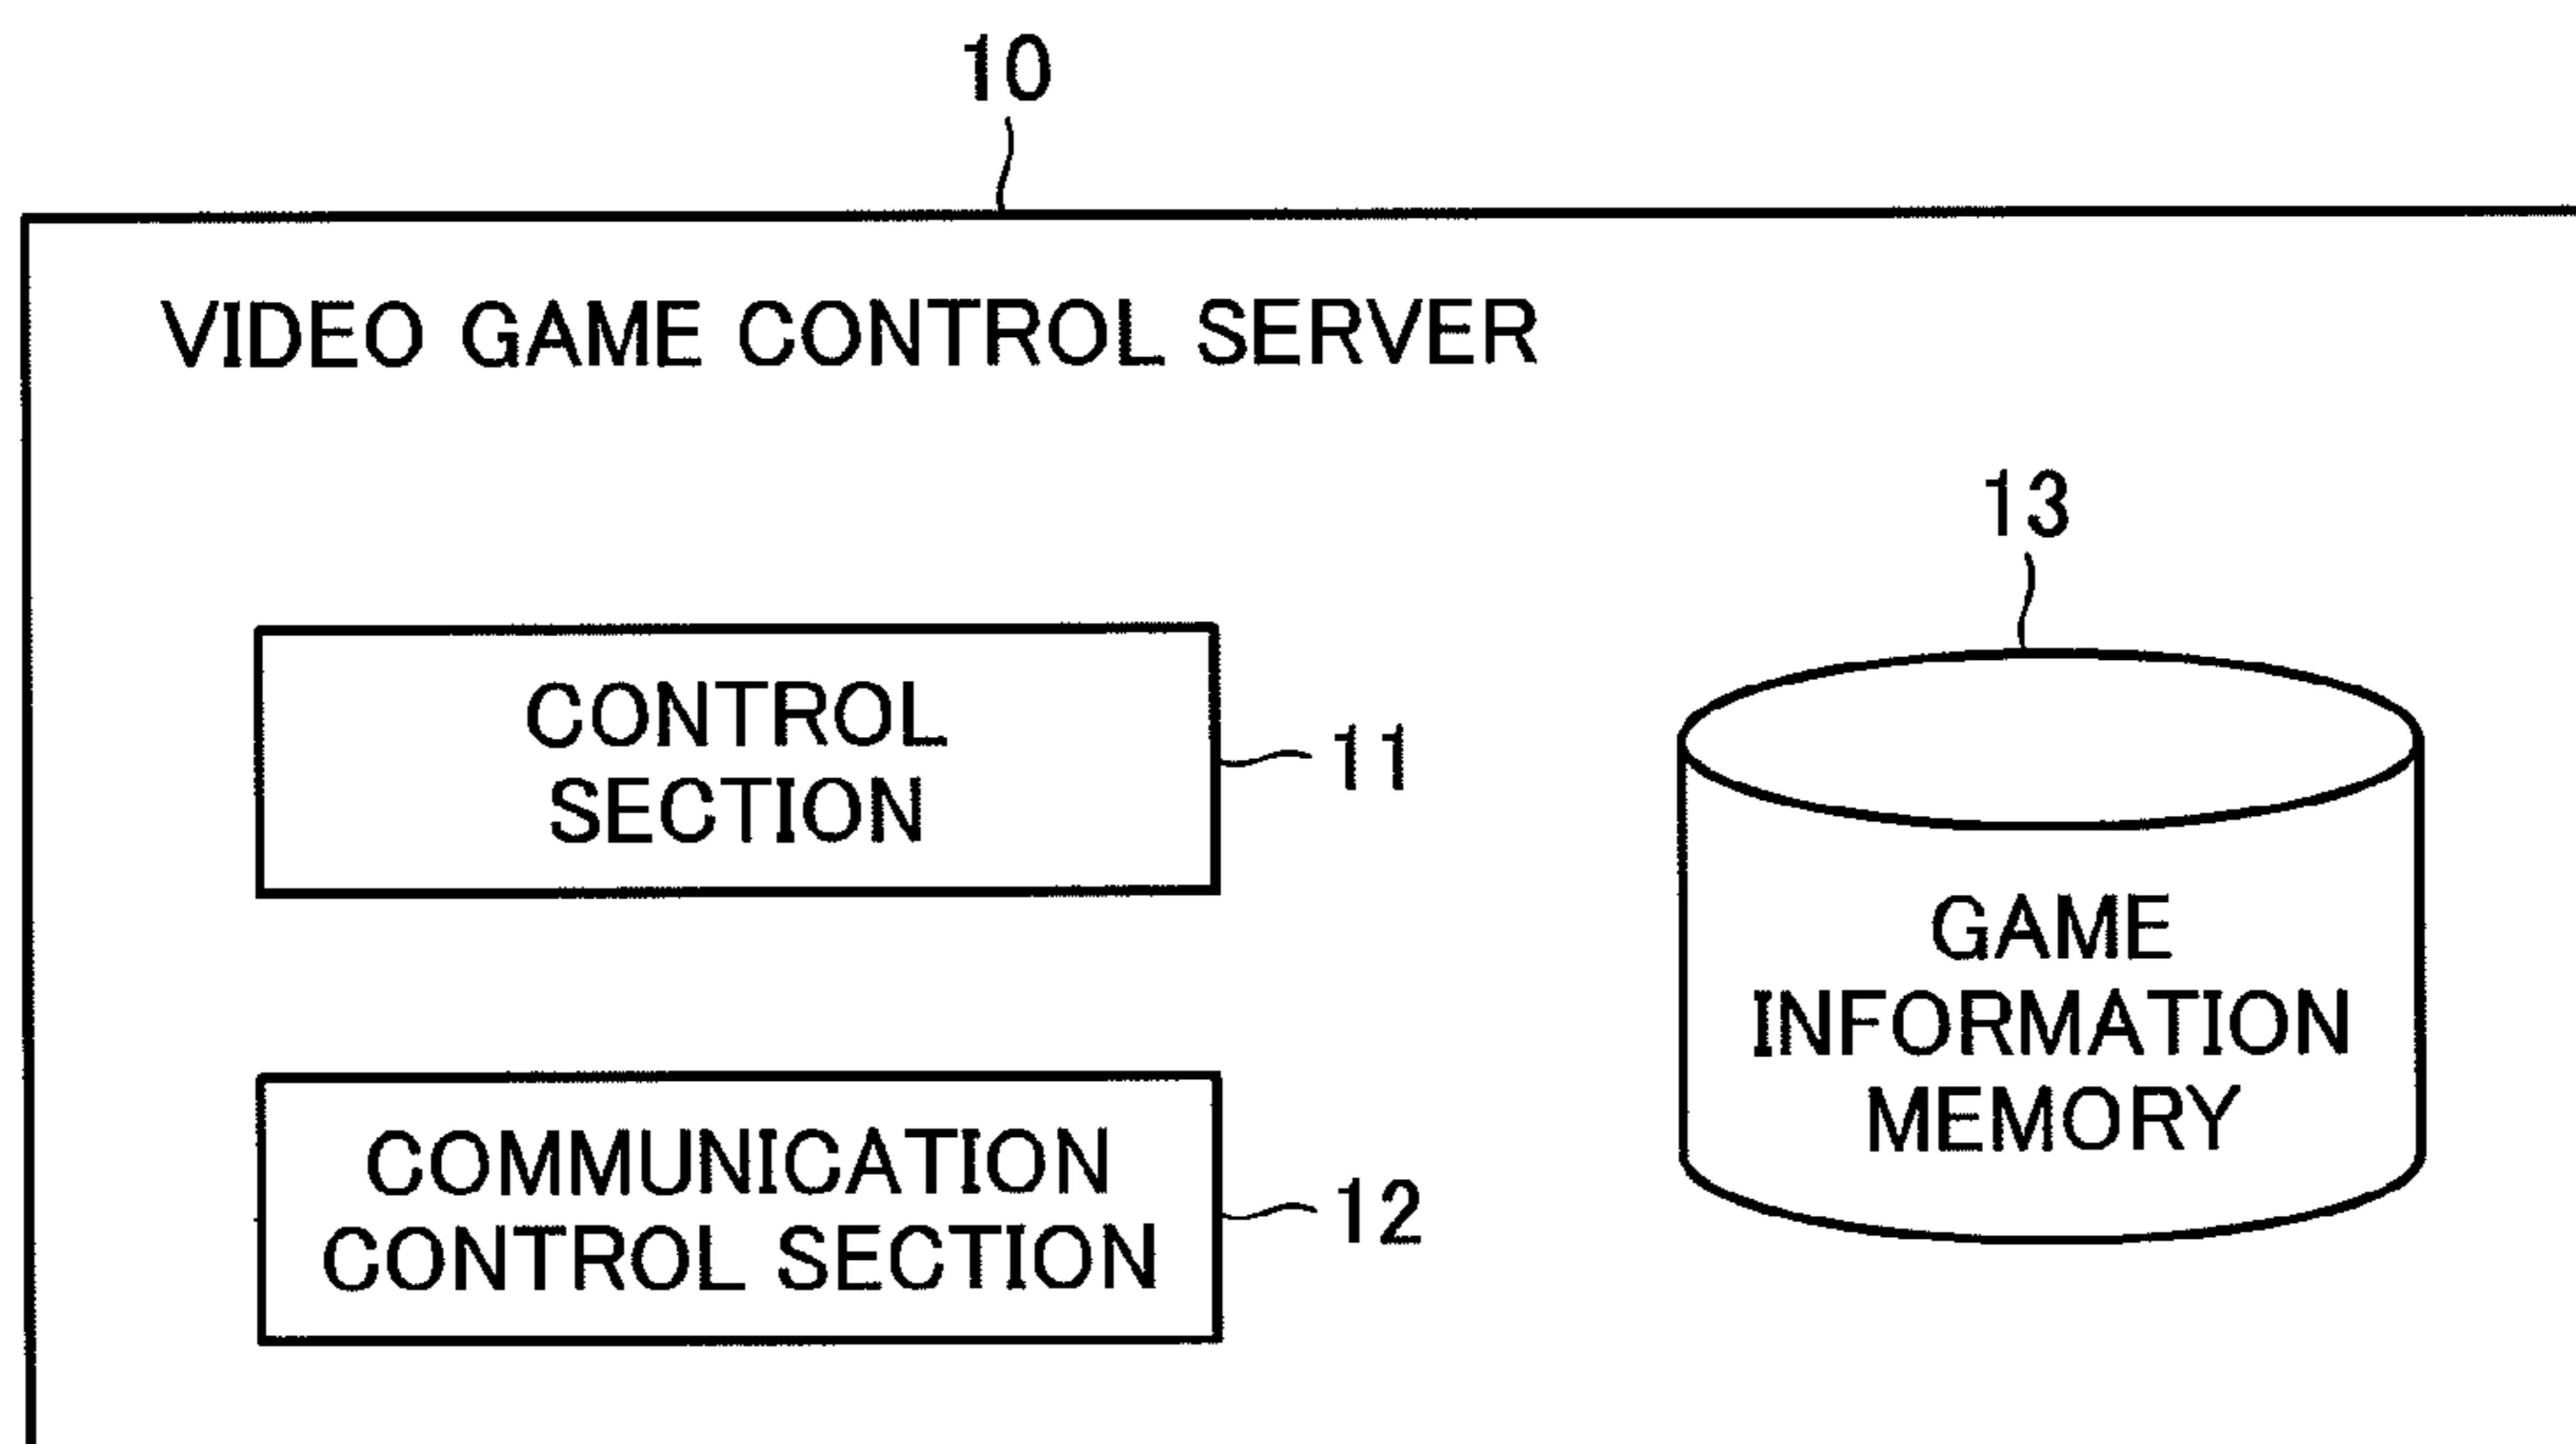 10
VIDEO GAME CONTROL SERVER
13
CONTROL
SECTION
11
GAME
INFORMATION
MEMORY
COMMUNICATION
CONTROL SECTION
12